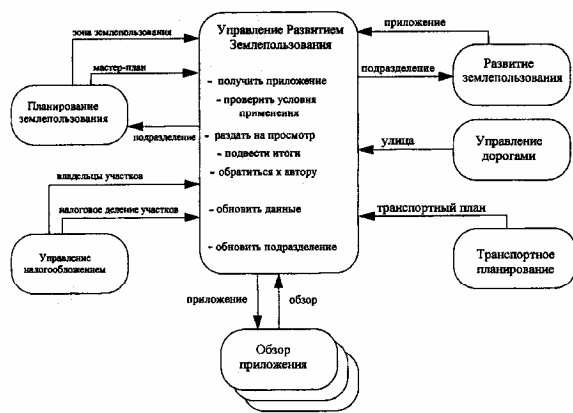 зона землепользования
мастер-план
Планирование
землепользования
подразделение
владельцы участков
налоговое деление участков
Управление
налогообложением
Управление Развитием
Землепользования
- получить приложение
- проверить условия
применения
- раздать на просмотр
- подвести итоги
- обратиться к автору
- обновить данные
- обновить подразделение
приложение
подразделение
Развитие
землепользования
улица
Управление
дорогами
транспортный план
Транспортное
планирование
приложение
обзор
Обзор
приложения